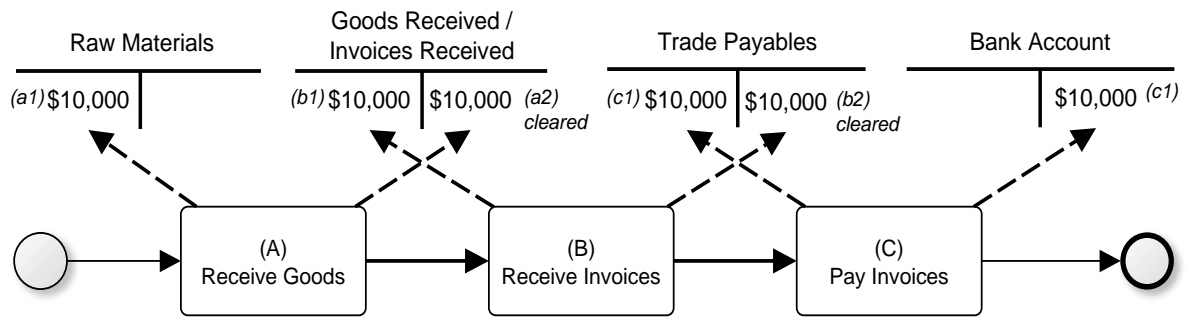 Raw Materials
Goods Received /
Invoices Received
Trade Payables
Bank Account
(a1) $10,000
(b1) $10,000
$10,000 (a2)
cleared
(c1) $10,000
$10,000 (b2)
cleared
$10,000 (c1)
(A)
Receive Goods
(B)
Receive Invoices
(C)
Pay Invoices